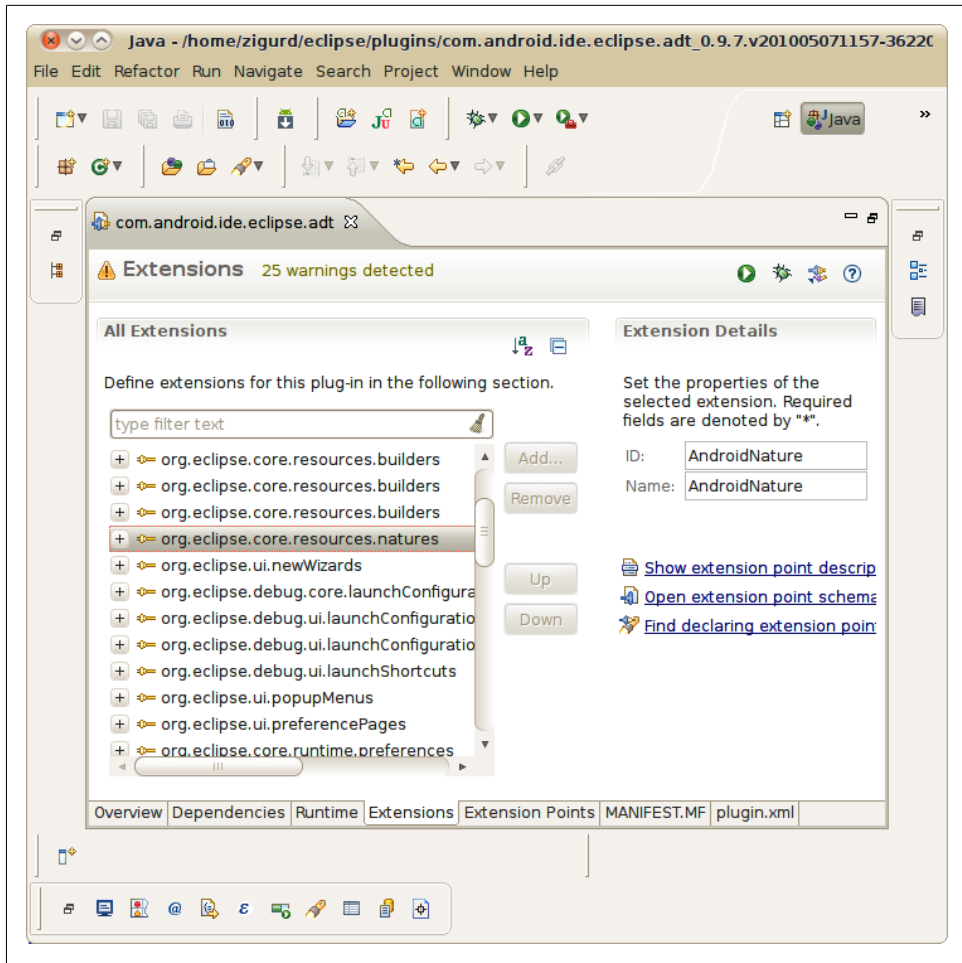 Java - /home/zigurd/eclipse/plugins/com.android.ide.eclipse.adt_0.9.7.v201005071157-36220
File Edit Refactor Run Navigate Search Project Window Help
Java
»
com.android.ide.eclipse.adt
Extensions 25 warnings detected
All Extensions
Define extensions for this plug-in in the following section.
type filter text
org.eclipse.core.resources.builders
org.eclipse.core.resources.builders
org.eclipse.core.resources.builders
org.eclipse.core.resources.natures
org.eclipse.ui.newWizards
org.eclipse.debug.core.launchConfigura
org.eclipse.debug.ui.launchConfiguratio
org.eclipse.debug.ui.launchConfiguratio
org.eclipse.debug.ui.launchShortcuts
org.eclipse.ui.popupMenus
org.eclipse.ui.preferencePages
org.eclipse.core.runtime.preferences
Add...
Remove
Up
Down
Extension Details
Set the properties of the
selected extension. Required
fields are denoted by "*".
ID: AndroidNature
Name: AndroidNature
Show extension point descrip
Open extension point schema
Find declaring extension poin
Overview Dependencies Runtime Extensions Extension Points MANIFEST.MF plugin.xml